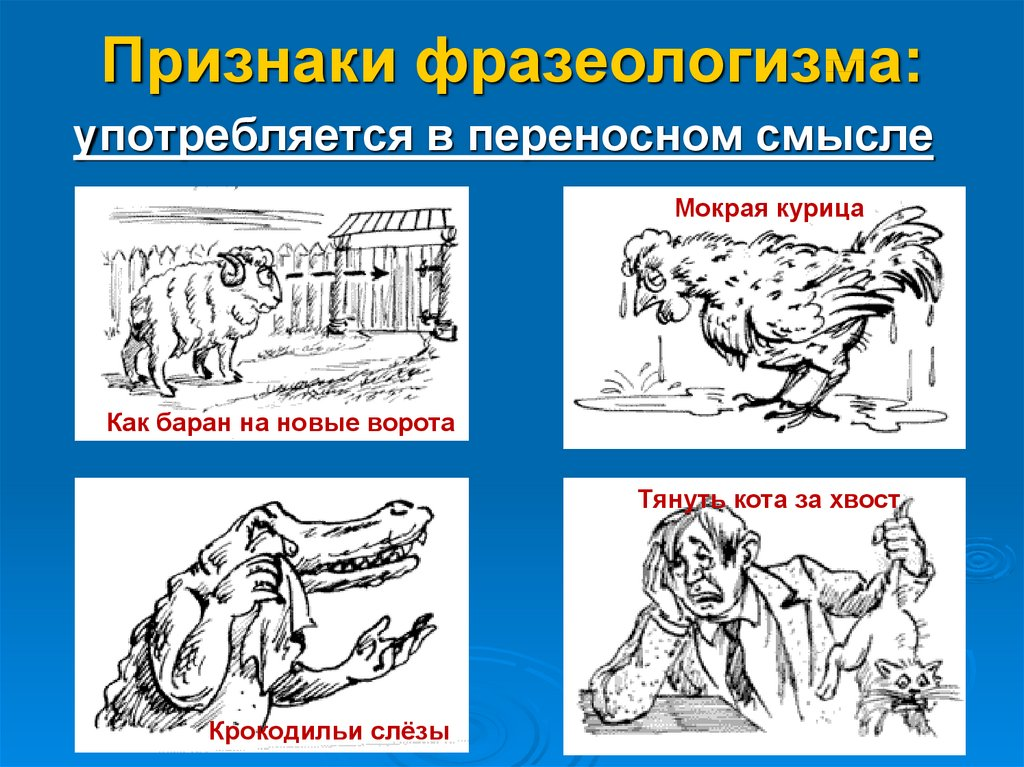 Признаки фразеологизма:
употребляется в переносном смысле
Как баран на новые ворота
Мокрая курица
Крокодильи слёзы
Тянуть кота за хвост